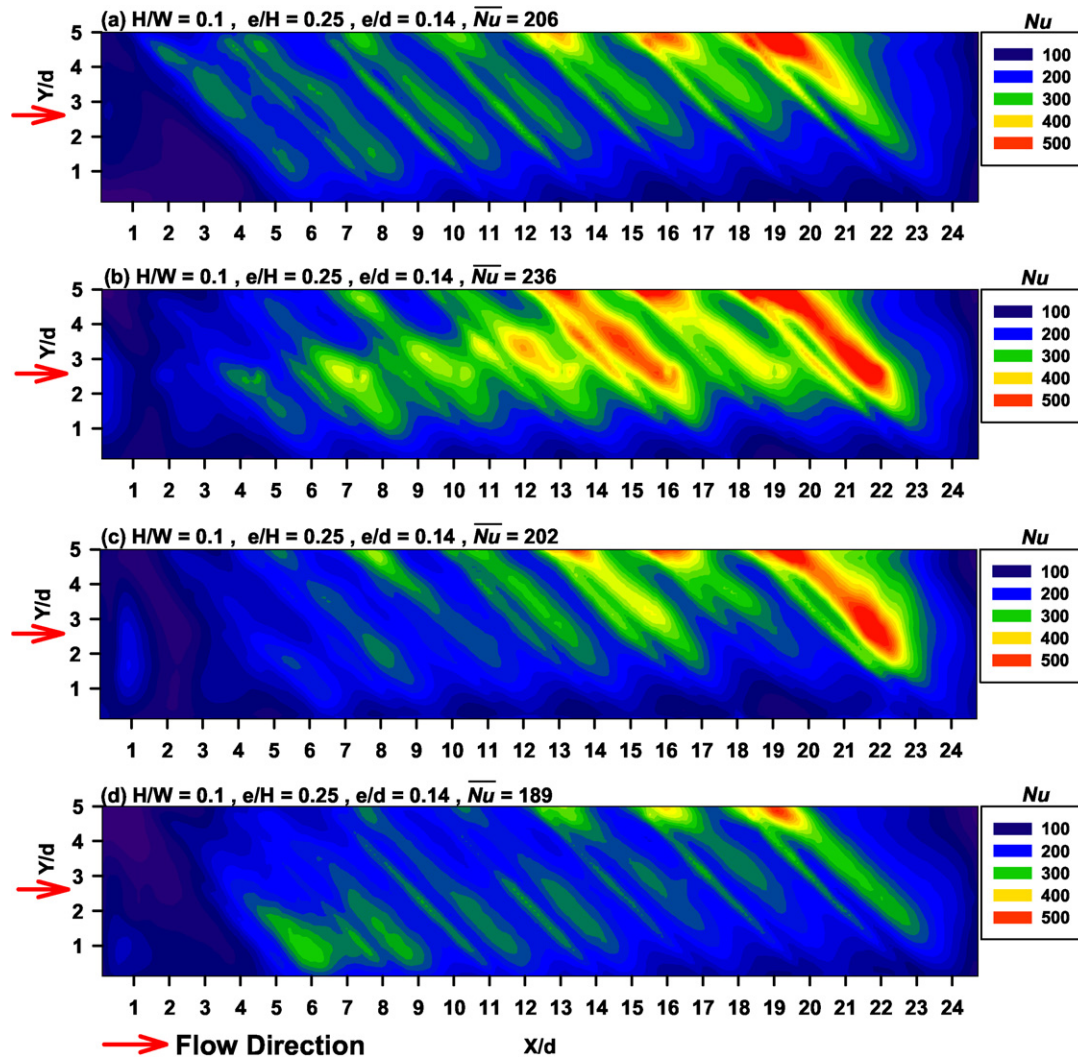 (a) H/W = 0.1 , e/H = 0.25 , e/d = 0.14 , Nu = 206
Nu
5
4
3
2
1
Y/d
100
200
300
400
500
1 2 3 4 5 6 7 8 9 10 11 12 13 14 15 16 17 18 19 20 21 22 23 24
(b) H/W = 0.1 , e/H = 0.25 , e/d = 0.14 , Nu = 236
Nu
5
4
3
2
1
Y/d
100
200
300
400
500
1 2 3 4 5 6 7 8 9 10 11 12 13 14 15 16 17 18 19 20 21 22 23 24
(c) H/W = 0.1 , e/H = 0.25 , e/d = 0.14 , Nu = 202
Nu
5
4
3
2
1
Y/d
100
200
300
400
500
1 2 3 4 5 6 7 8 9 10 11 12 13 14 15 16 17 18 19 20 21 22 23 24
(d) H/W = 0.1 , e/H = 0.25 , e/d = 0.14 , Nu = 189
Nu
5
4
3
2
1
Y/d
100
200
300
400
500
1 2 3 4 5 6 7 8 9 10 11 12 13 14 15 16 17 18 19 20 21 22 23 24
Flow Direction
X/d